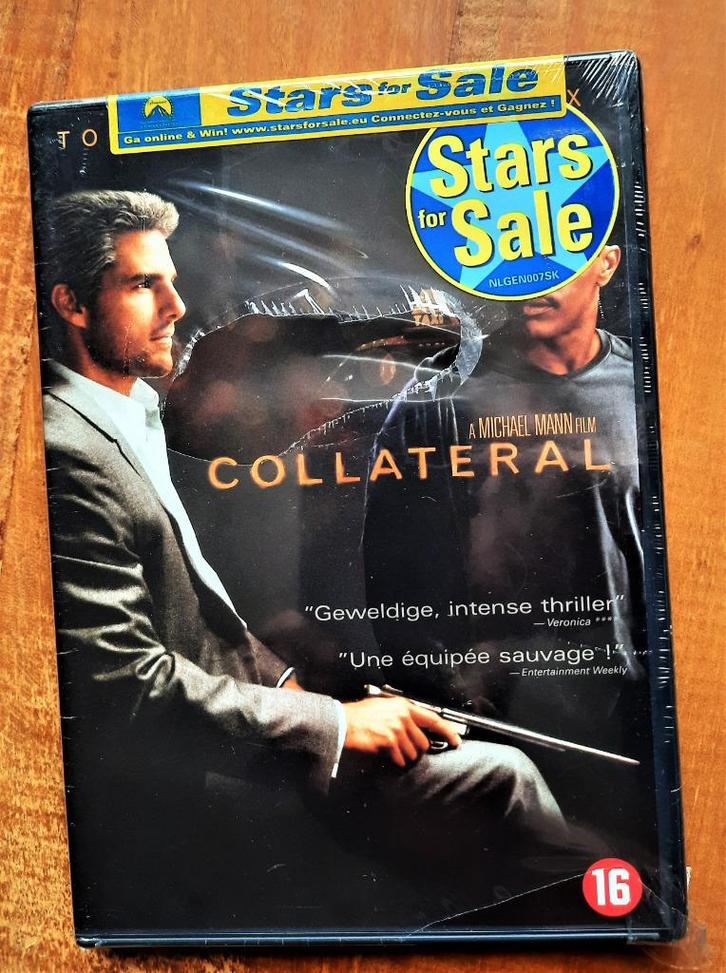 Stars for Sale
Ga online & Win! www.starsforsale.eu Connectez-vous et Gagnez !
TO
X
Stars
for Sale
NLGEN007SK
TAXI
A MICHAEL MANN FILM
COLLATERAL
"Geweldige, intense thriller"
— Veronica ****
"Une équipée sauvage !"
— Entertainment Weekly
16